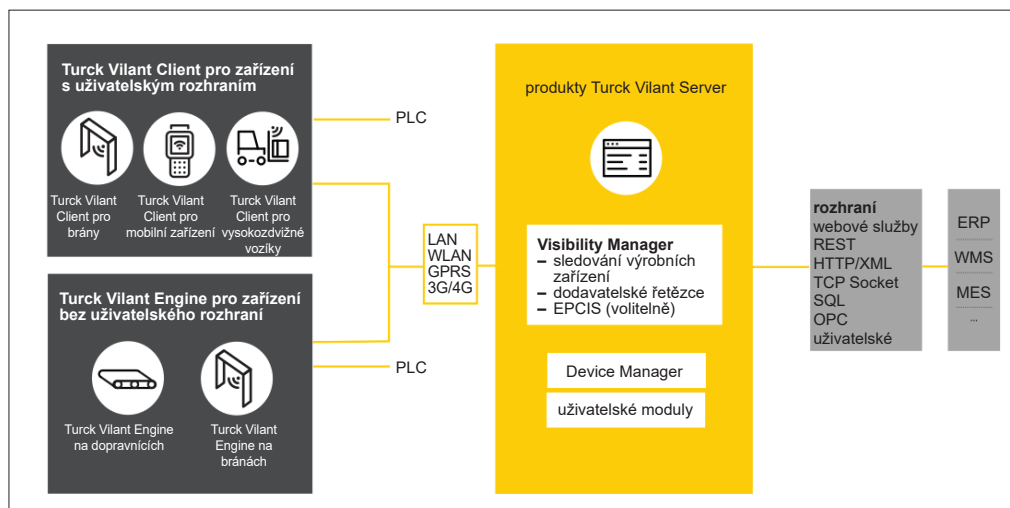 Turck Vilant Client pro zařízení
s uživatelským rozhraním
Turck Vilant
Client pro
brány
Turck Vilant
Client pro
mobilní zařízení
Turck Vilant
Client pro
vysokozdvižné
vozíky
PLC
Turck Vilant Engine pro zařízení
bez uživatelského rozhraní
Turck Vilant Engine
na dopravnících
Turck Vilant
Engine na
bránách
PLC
LAN
WLAN
GPRS
3G/4G
produkty Turck Vilant Server
Visibility Manager
– sledování výrobních
zařízení
– dodavatelské řetězce
– EPCIS (volitelně)
Device Manager
uživatelské moduly
rozhraní
webové služby
REST
HTTP/XML
TCP Socket
SQL
OPC
uživatelské
ERP
WMS
MES
...